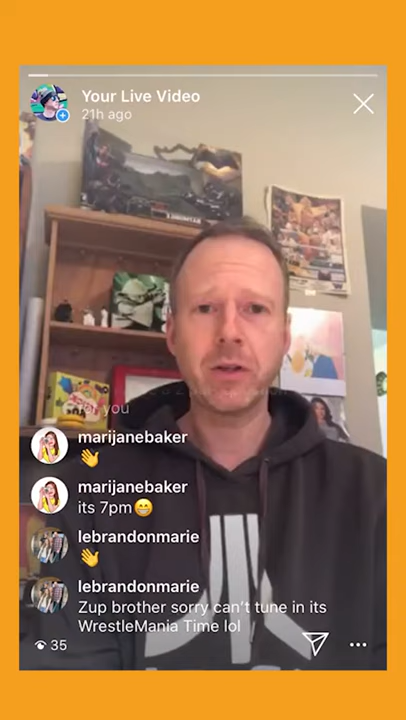 Your Live Video
21h ago
you
marijanebaker
👋
marijanebaker
its 7pm😁
lebrandonmarie
👋
lebrandonmarie
Zup brother sorry can't tune in its
WrestleMania Time lol
35